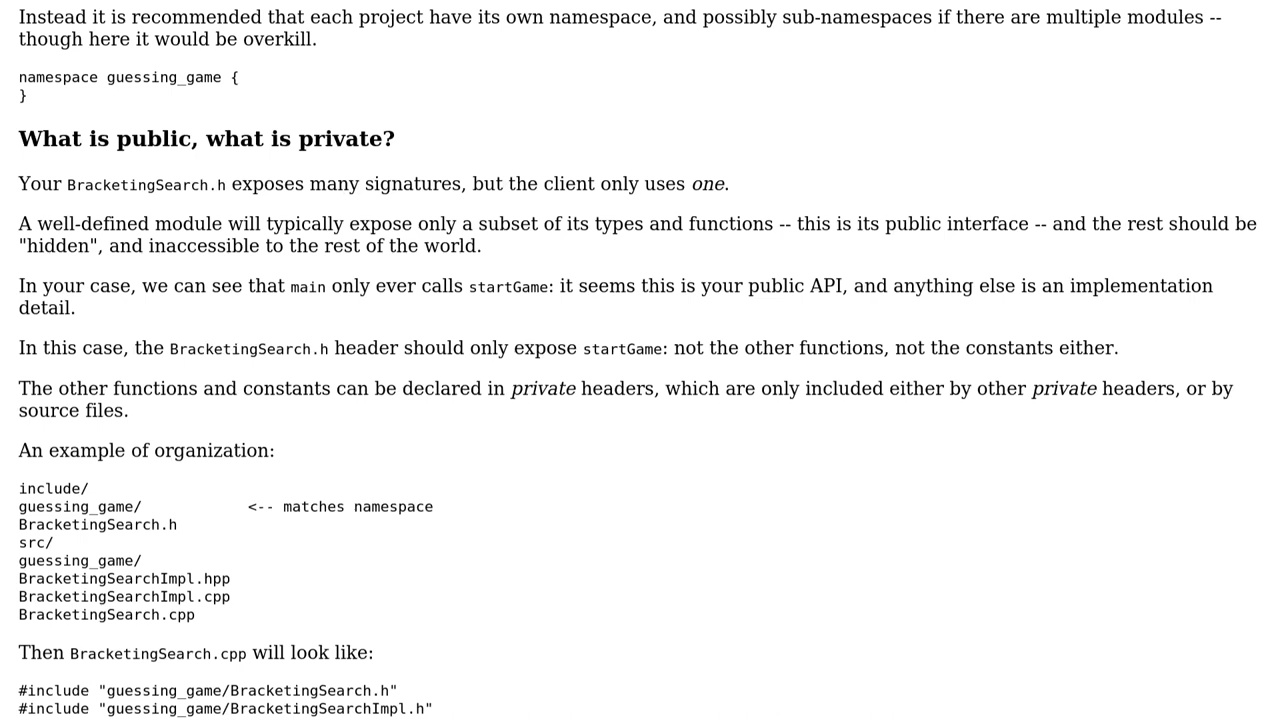 Instead it is recommended that each project have its own namespace, and possibly sub-namespaces if there are multiple modules --
though here it would be overkill.
namespace guessing_game {
}
What is public, what is private?
Your BracketingSearch.h exposes many signatures, but the client only uses one.
A well-defined module will typically expose only a subset of its types and functions -- this is its public interface -- and the rest should be
"hidden", and inaccessible to the rest of the world.
In your case, we can see that main only ever calls startGame: it seems this is your public API, and anything else is an implementation
detail.
In this case, the BracketingSearch.h header should only expose startGame: not the other functions, not the constants either.
The other functions and constants can be declared in private headers, which are only included either by other private headers, or by
source files.
An example of organization:
include/
guessing_game/            <-- matches namespace
BracketingSearch.h
src/
guessing_game/
BracketingSearchImpl.hpp
BracketingSearchImpl.cpp
BracketingSearch.cpp
Then BracketingSearch.cpp will look like:
#include "guessing_game/BracketingSearch.h"
#include "guessing_game/BracketingSearchImpl.h"